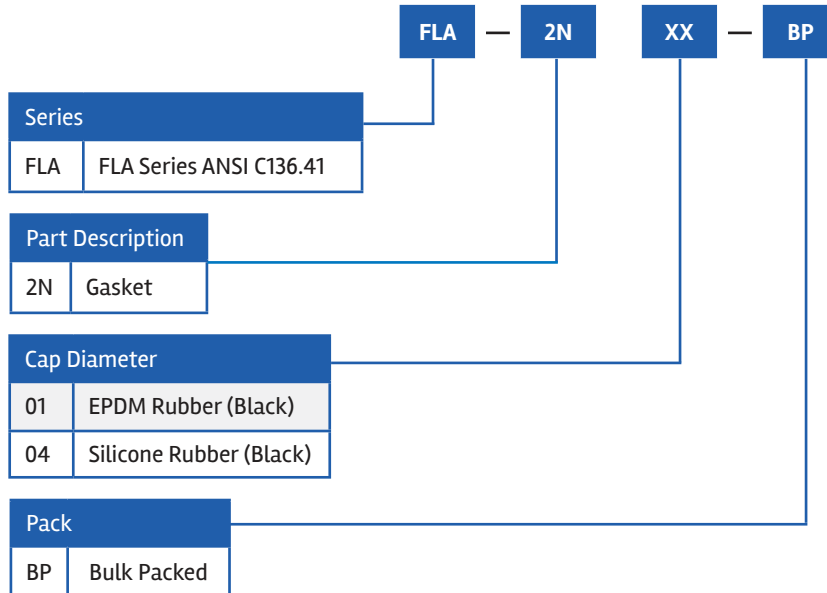 FLA — 2N XX — BP
Series
FLA FLA Series ANSI C136.41
Part Description
2N Gasket
Cap Diameter
01 EPDM Rubber (Black)
04 Silicone Rubber (Black)
Pack
BP Bulk Packed